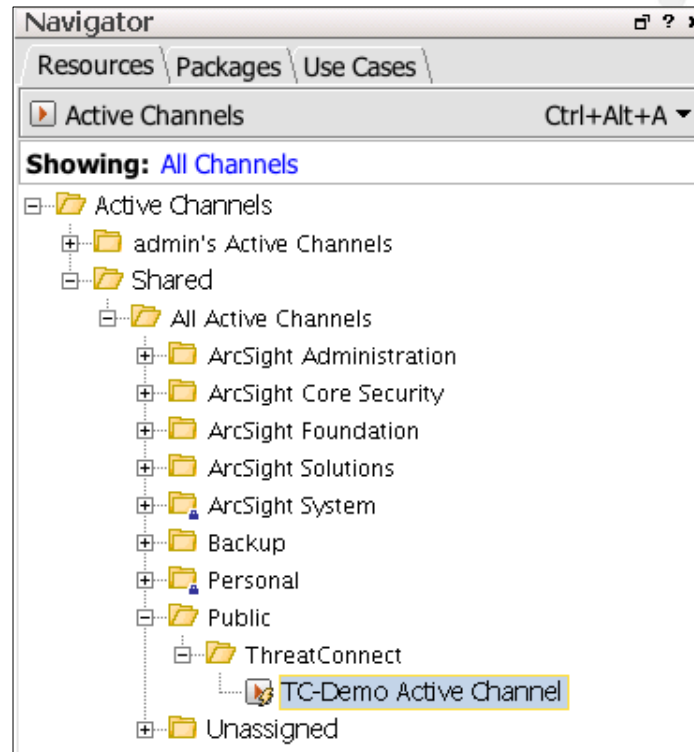 Navigator
Resources Packages Use Cases
Active Channels Ctrl+Alt+A
Showing: All Channels
Active Channels
admin's Active Channels
Shared
All Active Channels
ArcSight Administration
ArcSight Core Security
ArcSight Foundation
ArcSight Solutions
ArcSight System
Backup
Personal
Public
ThreatConnect
TC-Demo Active Channel
Unassigned